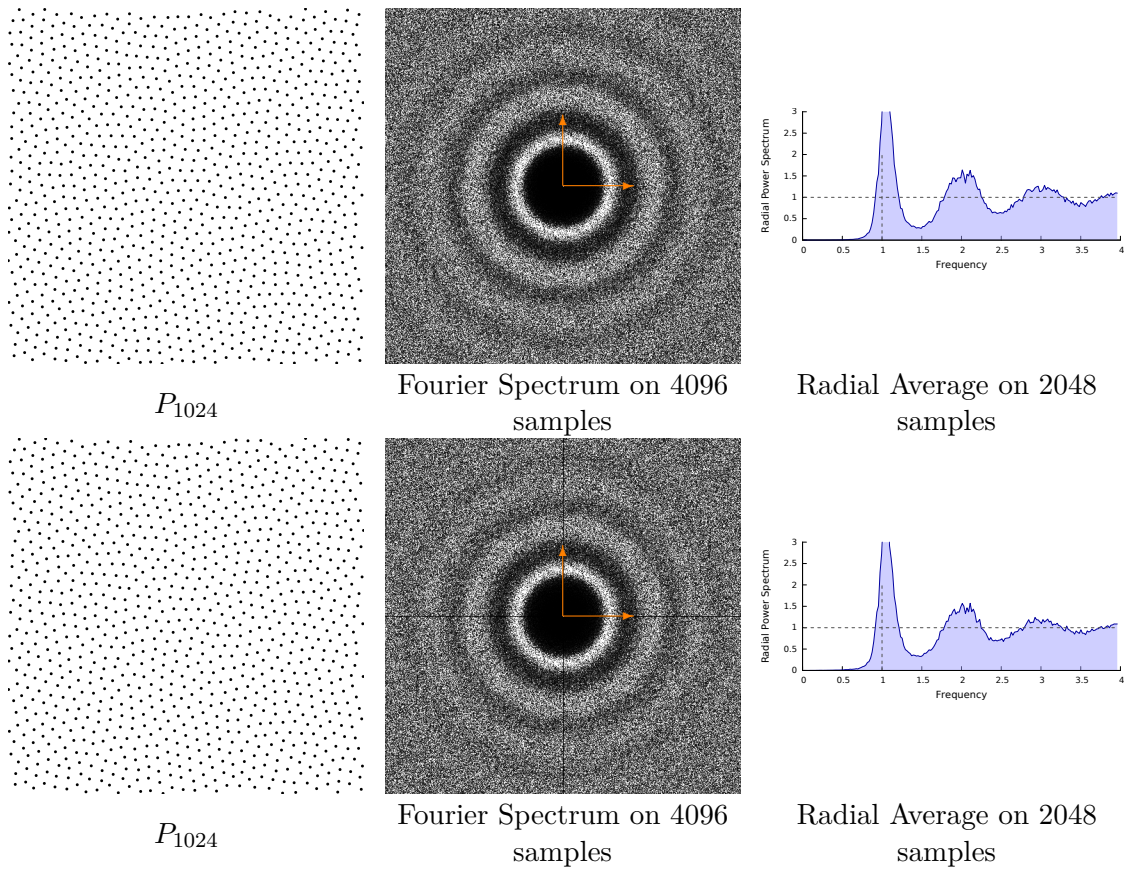 3
2.5
2
1.5
1
0.5
0
Radial Power Spectrum
0 0.5 1 1.5 2 2.5 3 3.5 4
Frequency
P1024
Fourier Spectrum on 4096
samples
Radial Average on 2048
samples
3
2.5
2
1.5
1
0.5
0
Radial Power Spectrum
0 0.5 1 1.5 2 2.5 3 3.5 4
Frequency
P1024
Fourier Spectrum on 4096
samples
Radial Average on 2048
samples